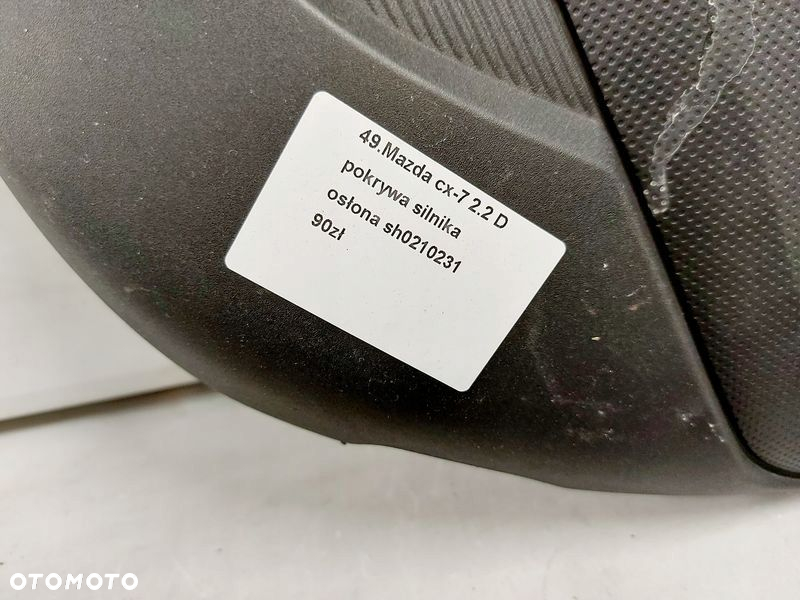 49.Mazda cx-7 2.2 D
pokrywa silnika
osłona sh0210231
90zł
OTOMOTO